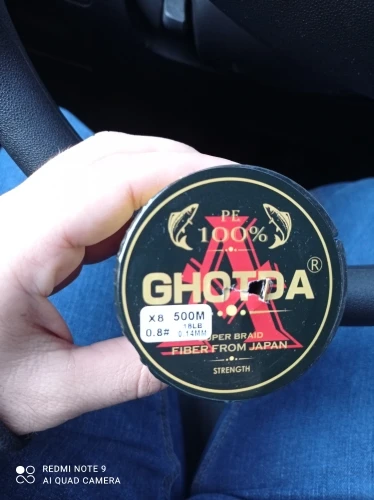 PE
100%
GHOTDA®
X8 500M
18LB
0.8# 0.14MM
SUPER BRAID
FIBER FROM JAPAN
STRENGTH
REDMI NOTE 9
AI QUAD CAMERA